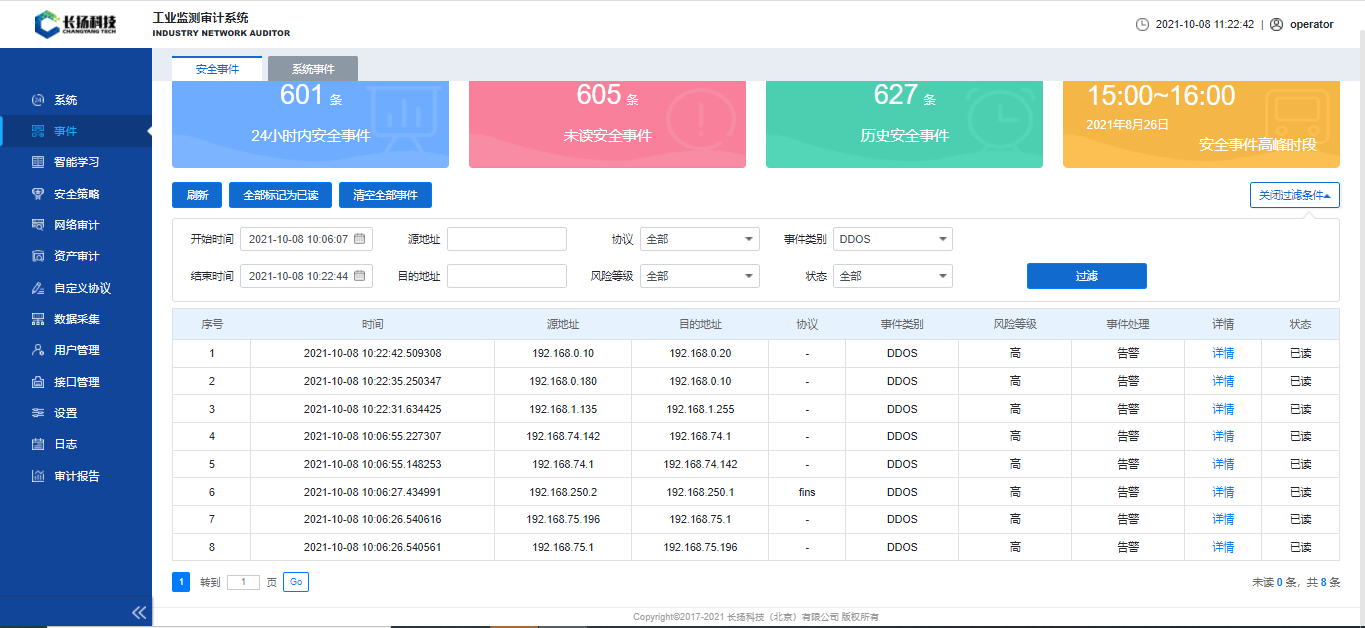 长扬科技
CHANGYANG TECH
工业监测审计系统
INDUSTRY NETWORK AUDITOR
2021-10-08 11:22:42 | operator
安全事件 系统事件
系统
事件
智能学习
安全策略
网络审计
资产审计
自定义协议
数据采集
用户管理
接口管理
设置
日志
审计报告
601 条
24小时内安全事件
605 条
未读安全事件
627 条
历史安全事件
15:00~16:00
2021年8月26日
安全事件高峰时段
刷新 全部标记为已读 清空全部事件 关闭过滤条件
开始时间 2021-10-08 10:06:07 源地址 协议 全部 事件类别 DDOS
结束时间 2021-10-08 10:22:44 目的地址 风险等级 全部 状态 全部 过滤
序号 时间 源地址 目的地址 协议 事件类别 风险等级 事件处理 详情 状态
1 2021-10-08 10:22:42.509308 192.168.0.10 192.168.0.20 - DDOS 高 告警 详情 已读
2 2021-10-08 10:22:35.250347 192.168.0.180 192.168.0.10 - DDOS 高 告警 详情 已读
3 2021-10-08 10:22:31.634425 192.168.1.135 192.168.1.255 - DDOS 高 告警 详情 已读
4 2021-10-08 10:06:55.227307 192.168.74.142 192.168.74.1 - DDOS 高 告警 详情 已读
5 2021-10-08 10:06:55.148253 192.168.74.1 192.168.74.142 - DDOS 高 告警 详情 已读
6 2021-10-08 10:06:27.434991 192.168.250.2 192.168.250.1 fins DDOS 高 告警 详情 已读
7 2021-10-08 10:06:26.540616 192.168.75.196 192.168.75.1 - DDOS 高 告警 详情 已读
8 2021-10-08 10:06:26.540561 192.168.75.1 192.168.75.196 - DDOS 高 告警 详情 已读
1 转到 1 页 Go 未读 0 条，共 8 条
Copyright©2017-2021 长扬科技（北京）有限公司 版权所有